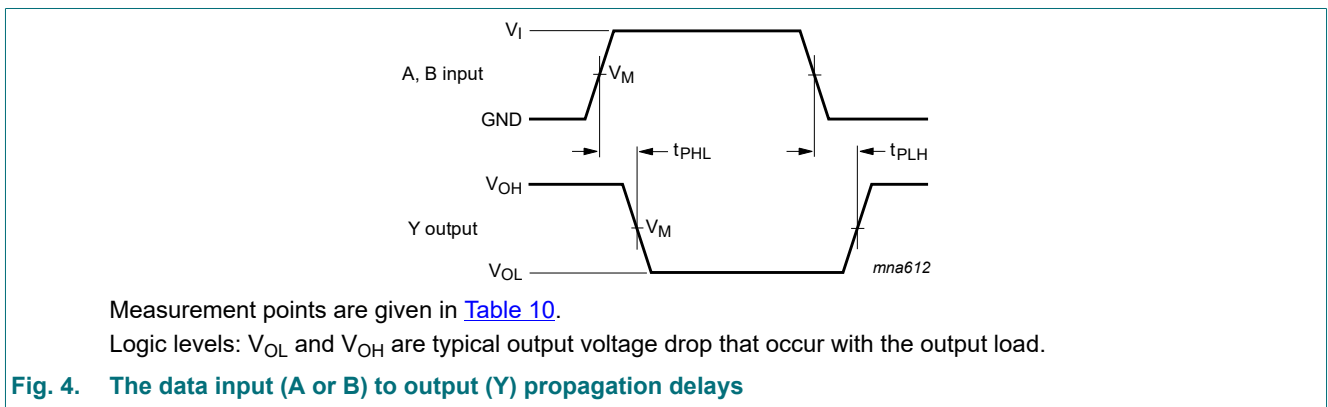 V_I
A, B input
V_M
GND
t_PHL
t_PLH
V_OH
Y output
V_M
V_OL
mna612
Measurement points are given in Table 10.
Logic levels: V_OL and V_OH are typical output voltage drop that occur with the output load.
Fig. 4. The data input (A or B) to output (Y) propagation delays